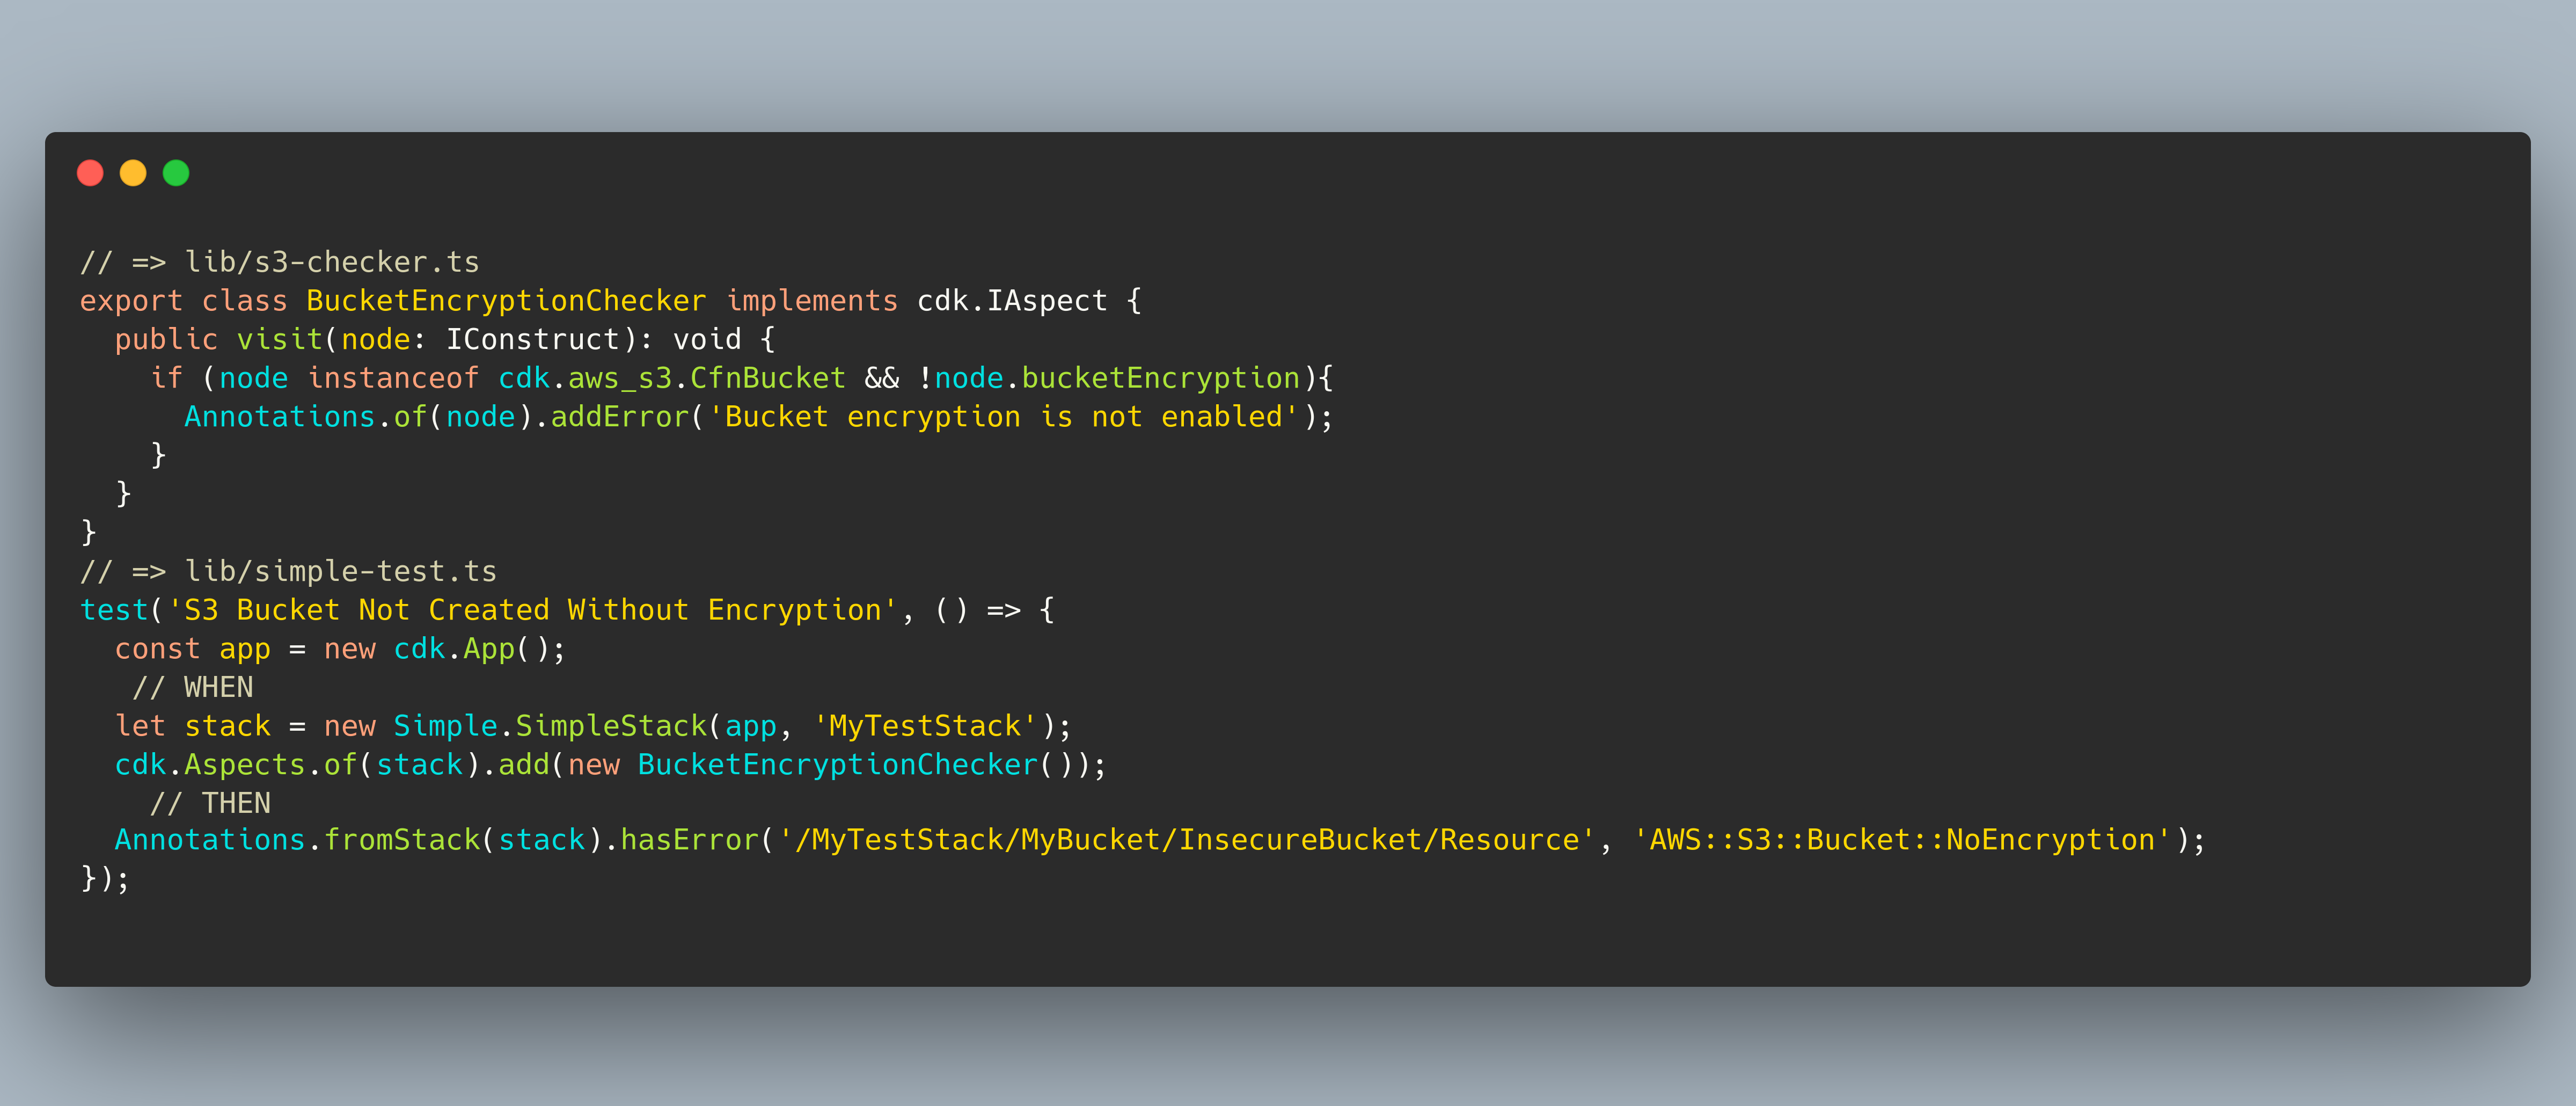 // => lib/s3-checker.ts
export class BucketEncryptionChecker implements cdk.IAspect {
  public visit(node: IConstruct): void {
    if (node instanceof cdk.aws_s3.CfnBucket && !node.bucketEncryption){
      Annotations.of(node).addError('Bucket encryption is not enabled');
    }
  }
}
// => lib/simple-test.ts
test('S3 Bucket Not Created Without Encryption', () => {
  const app = new cdk.App();
   // WHEN
  let stack = new Simple.SimpleStack(app, 'MyTestStack');
  cdk.Aspects.of(stack).add(new BucketEncryptionChecker());
    // THEN
  Annotations.fromStack(stack).hasError('/MyTestStack/MyBucket/InsecureBucket/Resource', 'AWS::S3::Bucket::NoEncryption');
});